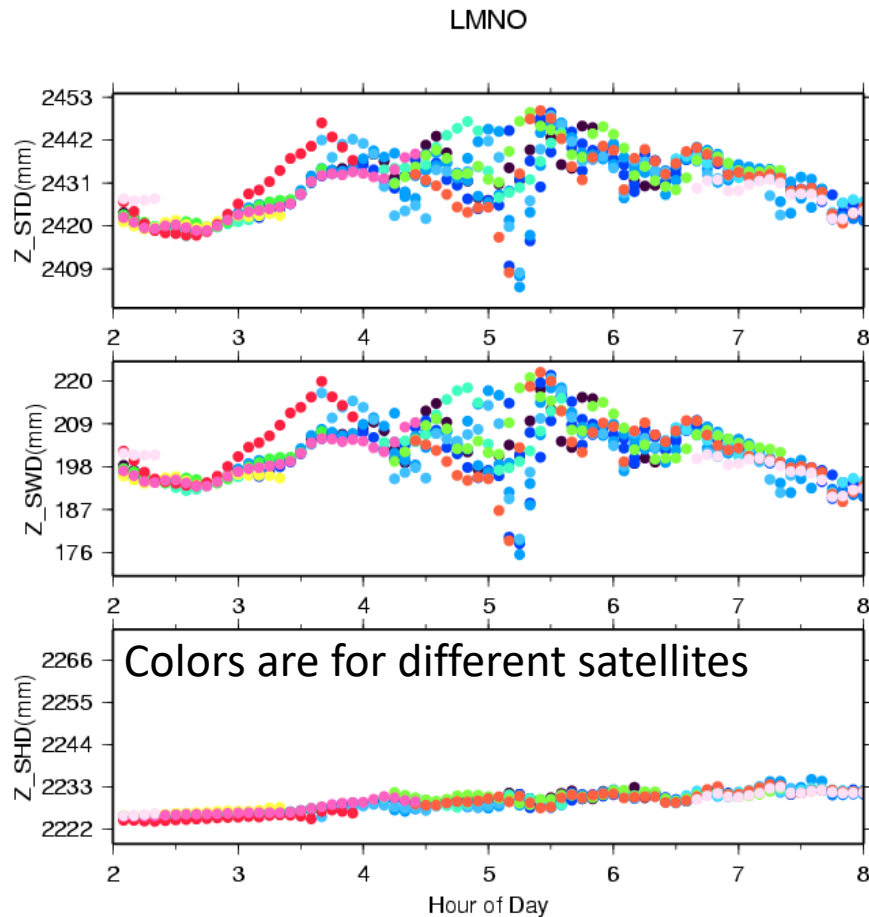 LMNO
Z_STD(mm)
2453
2442
2431
2420
2409
2 3 4 5 6 7 8
Z_SWD(mm)
220
209
198
187
176
2 3 4 5 6 7 8
Z_SHD(mm)
Colors are for different satellites
2266
2255
2244
2233
2222
2 3 4 5 6 7 8
Hour of Day